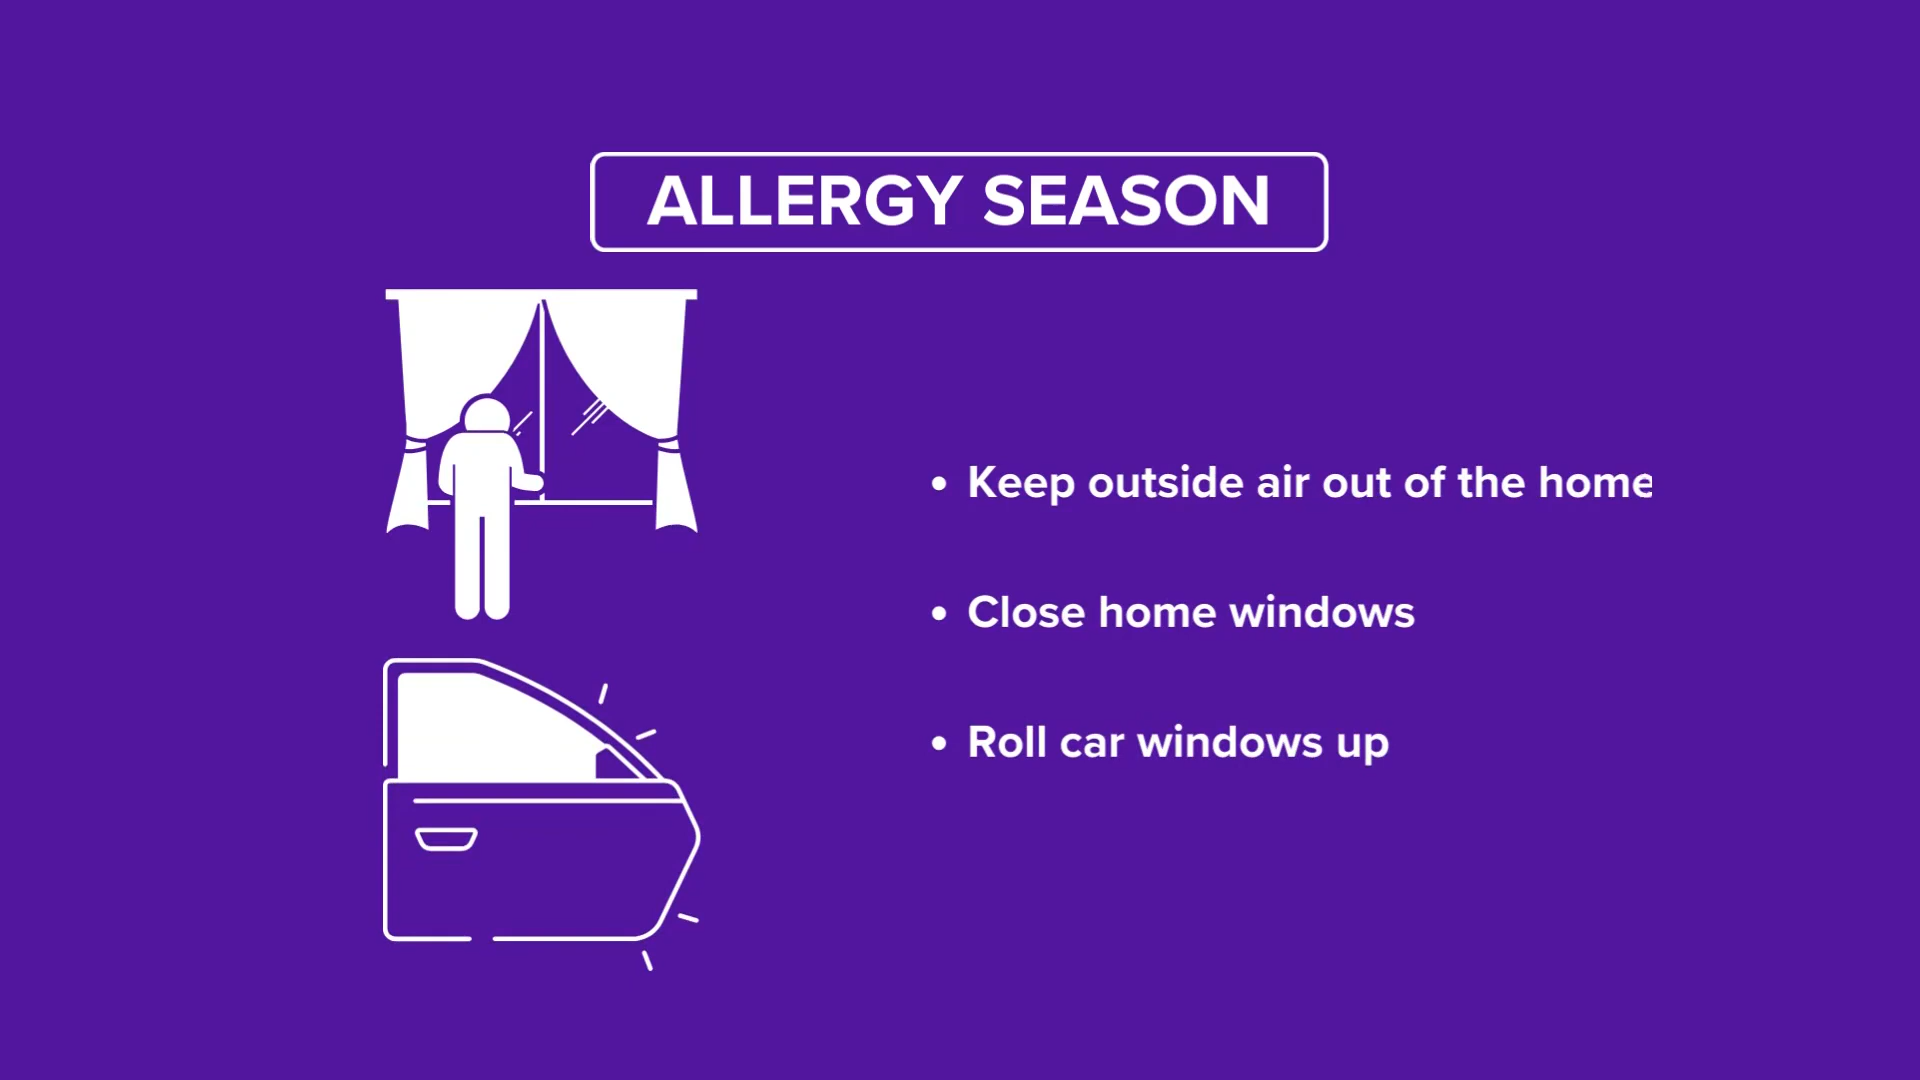 ALLERGY SEASON
• Keep outside air out of the home
• Close home windows
• Roll car windows up